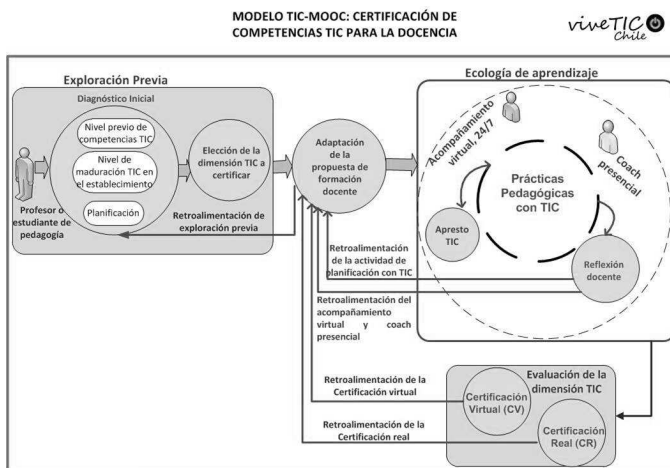 MODELO TIC-MOOC: CERTIFICACIÓN DE
COMPETENCIAS TIC PARA LA DOCENCIA
viveTIC
Chile
Exploración Previa
Diagnóstico Inicial
Nivel previo de
competencias TIC
Nivel de
maduración TIC en
el establecimiento
Planificación
Profesor o
estudiante de
pedagogía
Elección de la
dimensión TIC a
certificar
Retroalimentación de
exploración previa
Adaptación
de la
propuesta de
formación
docente
Ecología de aprendizaje
Acompañamiento
virtual, 24/7
Coach
presencial
Prácticas
Pedagógicas
con TIC
Apresto
TIC
Reflexión
docente
Retroalimentación
de la actividad de
planificación con TIC
Retroalimentación del
acompañamiento
virtual y coach
presencial
Evaluación de la
dimensión TIC
Retroalimentación de la
Certificación virtual
Certificación
Virtual (CV)
Retroalimentación de la
Certificación real
Certificación
Real (CR)